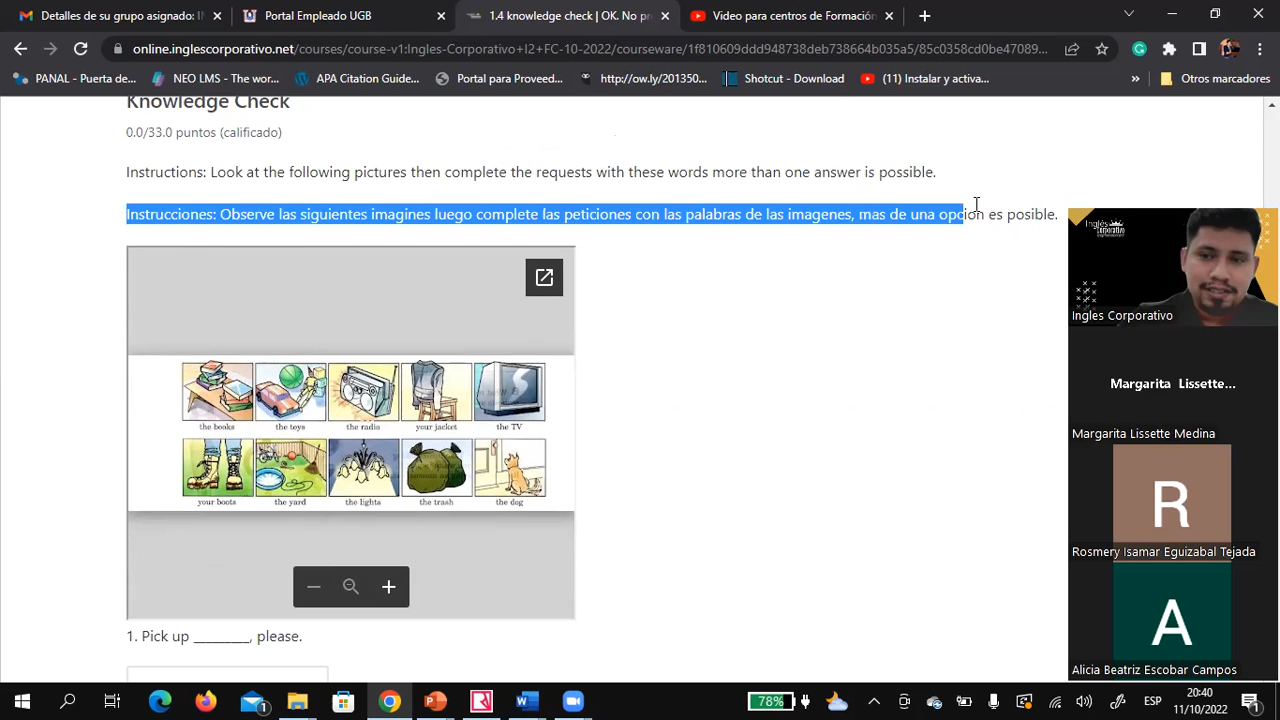 Detalles de su grupo asignado: IN
Portal Empleado UGB
1.4 knowledge check | OK. No pr
Video para centros de Formación
online.inglescorporativo.net/courses/course-v1:Ingles-Corporativo+I2+FC-10-2022/courseware/1f810609ddd948738deb738664b035a5/85c0358cd0be47089...
PANAL - Puerta de...
NEO LMS - The wor...
APA Citation Guide...
Portal para Proveed...
http://ow.ly/201350...
Shotcut - Download
(11) Instalar y activa...
»
Otros marcadores
Knowledge Check
0.0/33.0 puntos (calificado)
Instructions: Look at the following pictures then complete the requests with these words more than one answer is possible.
Instrucciones: Observe las siguientes imagines luego complete las peticiones con las palabras de las imagenes, mas de una opcion es posible.
the books
the toys
the radio
your jacket
the TV
your boots
the yard
the lights
the trash
the dog
1. Pick up _________, please.
Inglés
Corporativo
Ingles Corporativo
Margarita Lissette...
Margarita Lissette Medina
R
Rosmery Isamar Eguizabal Tejada
A
Alicia Beatriz Escobar Campos
1
78%
ESP
20:40
11/10/2022
1